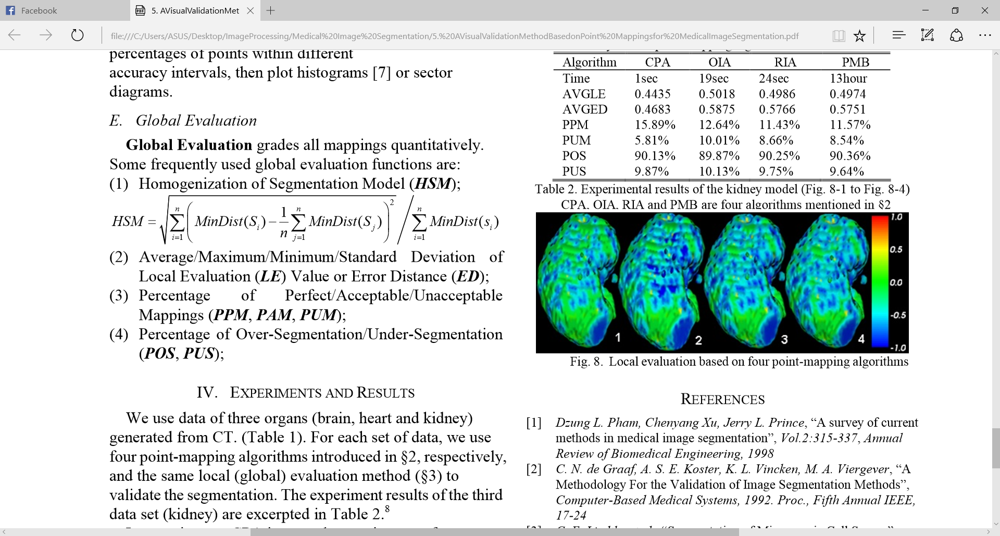 Facebook
5. AVisualValidationMet
file:///C:/Users/ASUS/Desktop/ImageProcessing/Medical%20Image%20Segmentation/5.%20AVisualValidationMethodBasedonPoint%20Mappingsfor%20MedicalImageSegmentation.pdf
percentages of points within different
accuracy intervals, then plot histograms [7] or sector
diagrams.
E. Global Evaluation
Global Evaluation grades all mappings quantitatively.
Some frequently used global evaluation functions are:
(1) Homogenization of Segmentation Model (HSM);
HSM = √(∑_{i=1}^{n} (MinDist(S_i) − 1/n ∑_{j=1}^{n} MinDist(S_j))^2) / ∑_{i=1}^{n} MinDist(s_i)
(2) Average/Maximum/Minimum/Standard Deviation of
Local Evaluation (LE) Value or Error Distance (ED);
(3) Percentage of Perfect/Acceptable/Unacceptable
Mappings (PPM, PAM, PUM);
(4) Percentage of Over-Segmentation/Under-Segmentation
(POS, PUS);
IV. EXPERIMENTS AND RESULTS
We use data of three organs (brain, heart and kidney)
generated from CT. (Table 1). For each set of data, we use
four point-mapping algorithms introduced in §2, respectively,
and the same local (global) evaluation method (§3) to
validate the segmentation. The experiment results of the third
data set (kidney) are excerpted in Table 2.8
Algorithm CPA OIA RIA PMB
Time 1sec 19sec 24sec 13hour
AVGLE 0.4435 0.5018 0.4986 0.4974
AVGED 0.4683 0.5875 0.5766 0.5751
PPM 15.89% 12.64% 11.43% 11.57%
PUM 5.81% 10.01% 8.66% 8.54%
POS 90.13% 89.87% 90.25% 90.36%
PUS 9.87% 10.13% 9.75% 9.64%
Table 2. Experimental results of the kidney model (Fig. 8-1 to Fig. 8-4)
CPA, OIA, RIA and PMB are four algorithms mentioned in §2
1 2 3 4
1.0
0.5
0.0
-0.5
-1.0
Fig. 8. Local evaluation based on four point-mapping algorithms
REFERENCES
[1] Dzung L. Pham, Chenyang Xu, Jerry L. Prince, “A survey of current
methods in medical image segmentation”, Vol.2:315-337, Annual
Review of Biomedical Engineering, 1998
[2] C. N. de Graaf, A. S. E. Koster, K. L. Vincken, M. A. Viergever, “A
Methodology For the Validation of Image Segmentation Methods”,
Computer-Based Medical Systems, 1992. Proc., Fifth Annual IEEE,
17-24